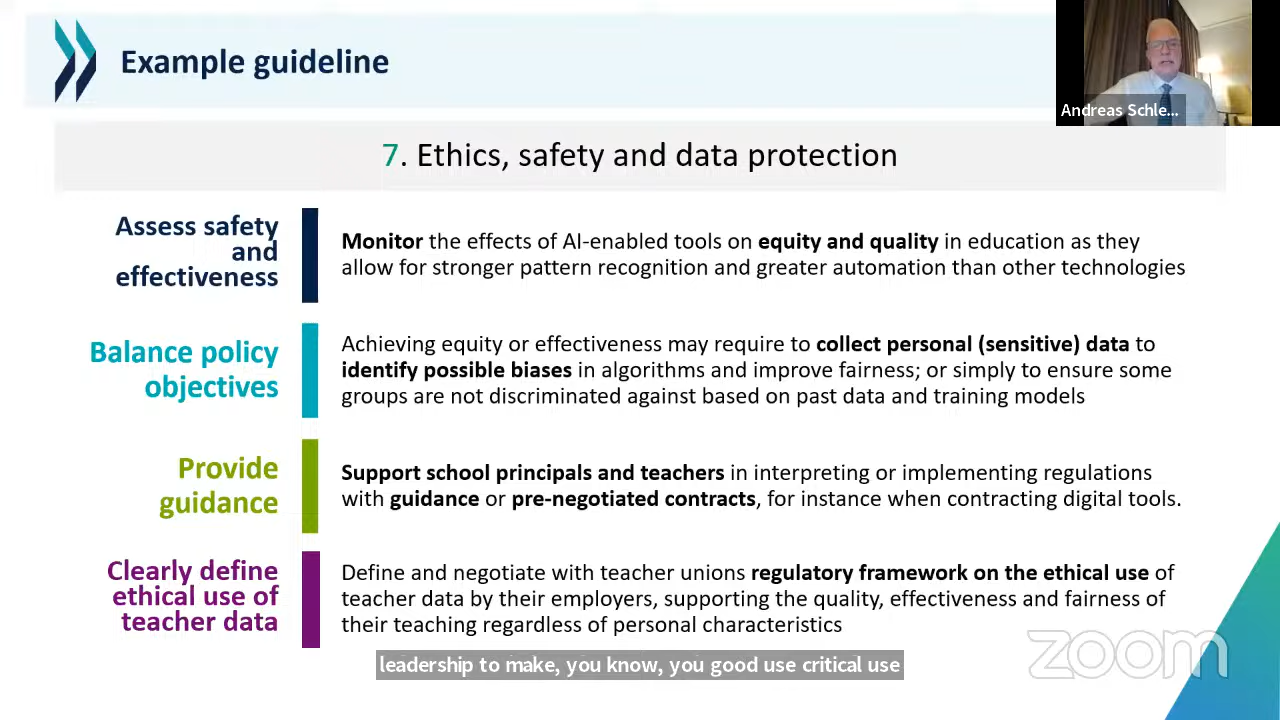 Example guideline
Andreas Schle...
7. Ethics, safety and data protection
Assess safety
and
effectiveness
Monitor the effects of AI-enabled tools on equity and quality in education as they
allow for stronger pattern recognition and greater automation than other technologies
Balance policy
objectives
Achieving equity or effectiveness may require to collect personal (sensitive) data to
identify possible biases in algorithms and improve fairness; or simply to ensure some
groups are not discriminated against based on past data and training models
Provide
guidance
Support school principals and teachers in interpreting or implementing regulations
with guidance or pre-negotiated contracts, for instance when contracting digital tools.
Clearly define
ethical use of
teacher data
Define and negotiate with teacher unions regulatory framework on the ethical use of
teacher data by their employers, supporting the quality, effectiveness and fairness of
their teaching regardless of personal characteristics
zoom
leadership to make, you know, you good use critical use